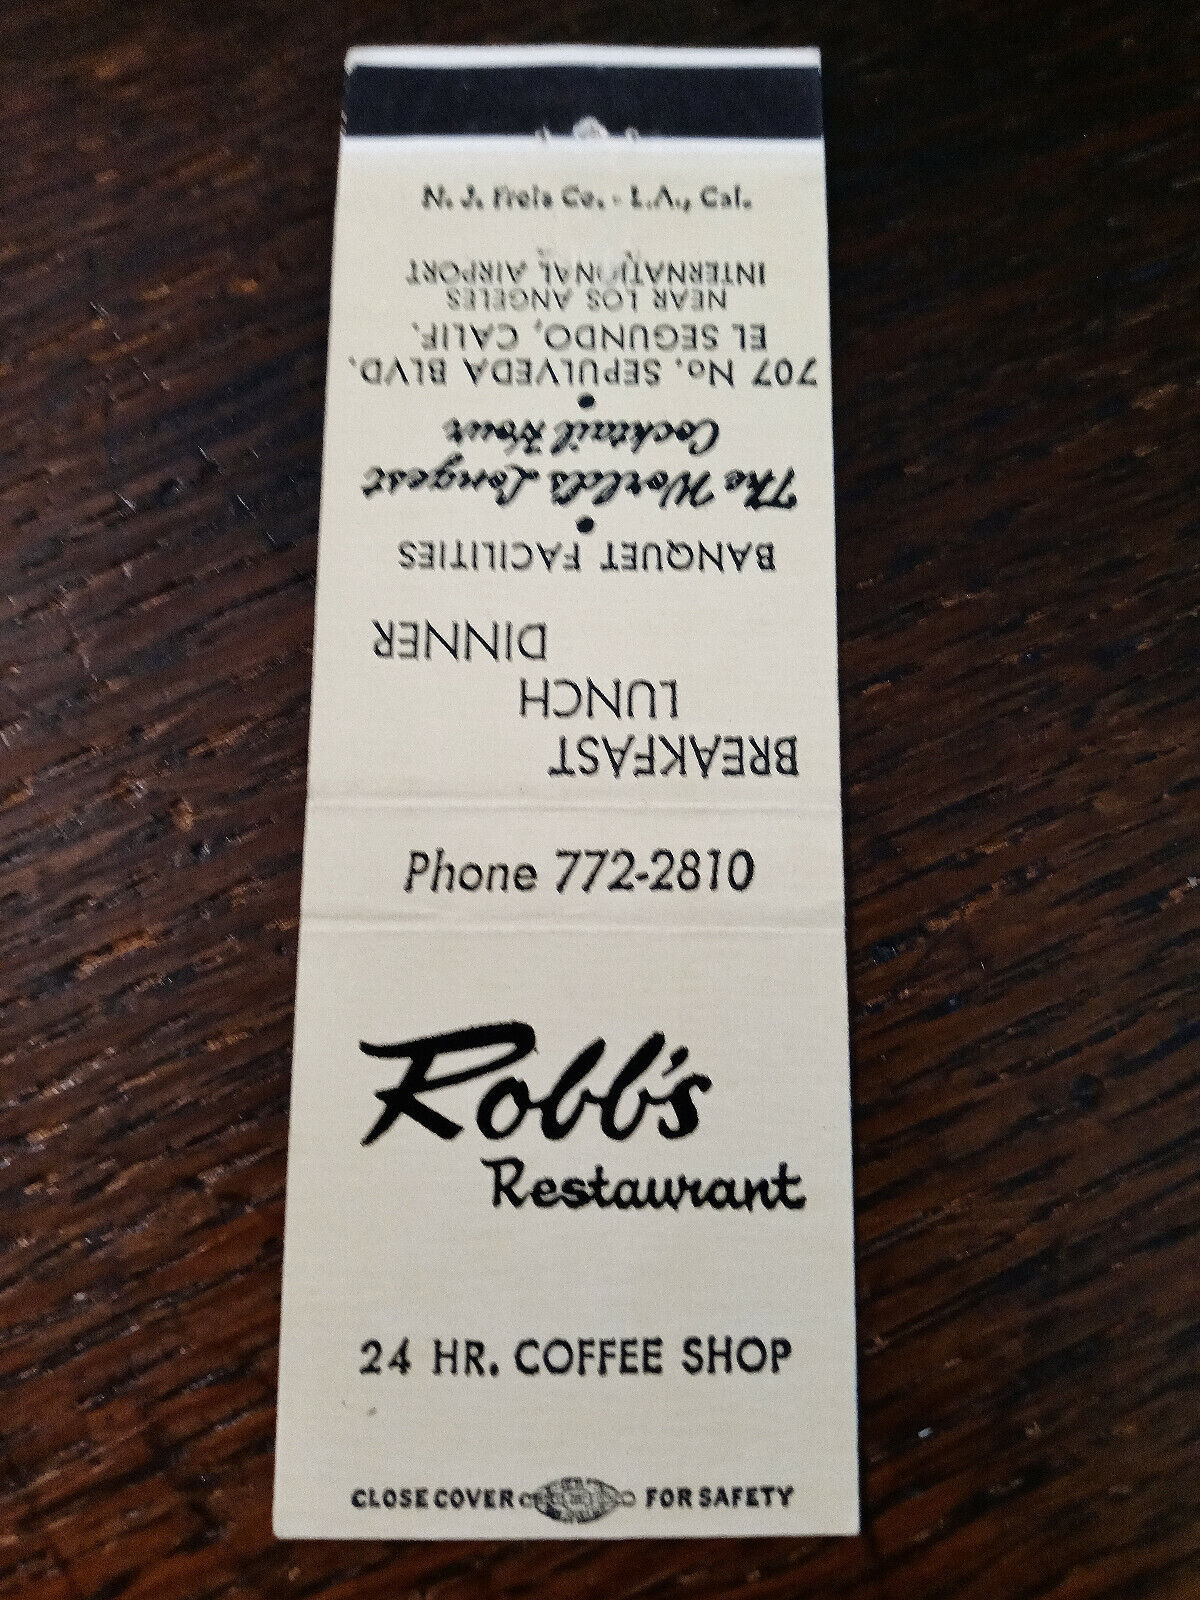 N. J. Frois Co. - L.A., Cal.
BREAKFAST
LUNCH
DINNER
BANQUET FACILITIES
•
The World's Longest
Cocktail Hour
•
707 No. SEPULVEDA BLVD.
EL SEGUNDO, CALIF.
NEAR LOS ANGELES
INTERNATIONAL AIRPORT
Phone 772-2810
Robb's
Restaurant
24 HR. COFFEE SHOP
CLOSE COVER FOR SAFETY